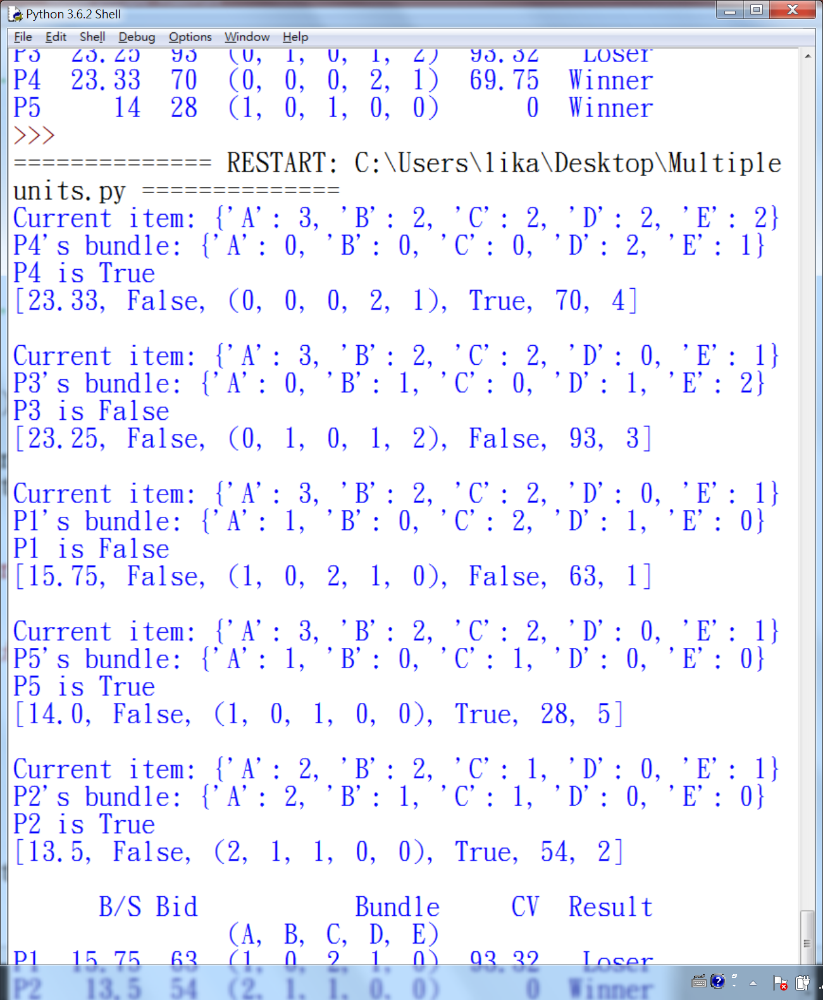 Python 3.6.2 Shell
File Edit Shell Debug Options Window Help
P3 23.25 93 (0, 1, 0, 1, 2) 93.32 Loser
P4 23.33 70 (0, 0, 0, 2, 1) 69.75 Winner
P5 14 28 (1, 0, 1, 0, 0) 0 Winner
>>>
============== RESTART: C:\Users\lika\Desktop\Multiple
units.py ==============
Current item: {'A': 3, 'B': 2, 'C': 2, 'D': 2, 'E': 2}
P4's bundle: {'A': 0, 'B': 0, 'C': 0, 'D': 2, 'E': 1}
P4 is True
[23.33, False, (0, 0, 0, 2, 1), True, 70, 4]
Current item: {'A': 3, 'B': 2, 'C': 2, 'D': 0, 'E': 1}
P3's bundle: {'A': 0, 'B': 1, 'C': 0, 'D': 1, 'E': 2}
P3 is False
[23.25, False, (0, 1, 0, 1, 2), False, 93, 3]
Current item: {'A': 3, 'B': 2, 'C': 2, 'D': 0, 'E': 1}
P1's bundle: {'A': 1, 'B': 0, 'C': 2, 'D': 1, 'E': 0}
P1 is False
[15.75, False, (1, 0, 2, 1, 0), False, 63, 1]
Current item: {'A': 3, 'B': 2, 'C': 2, 'D': 0, 'E': 1}
P5's bundle: {'A': 1, 'B': 0, 'C': 1, 'D': 0, 'E': 0}
P5 is True
[14.0, False, (1, 0, 1, 0, 0), True, 28, 5]
Current item: {'A': 2, 'B': 2, 'C': 1, 'D': 0, 'E': 1}
P2's bundle: {'A': 2, 'B': 1, 'C': 1, 'D': 0, 'E': 0}
P2 is True
[13.5, False, (2, 1, 1, 0, 0), True, 54, 2]
B/S Bid Bundle CV Result
(A, B, C, D, E)
P1 15.75 63 (1, 0, 2, 1, 0) 93.32 Loser
P2 13.5 54 (2, 1, 1, 0, 0) 0 Winner